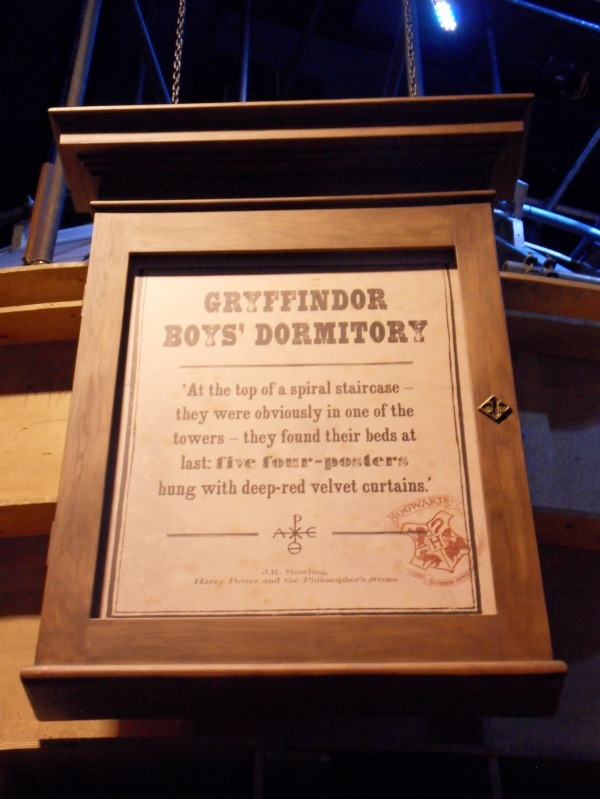 GRYFFINDOR
BOYS' DORMITORY
'At the top of a spiral staircase –
they were obviously in one of the
towers – they found their beds at
last: five four-posters
hung with deep-red velvet curtains.'
J.K. Rowling,
Harry Potter and the Philosopher's Stone
HOGWARTS
H